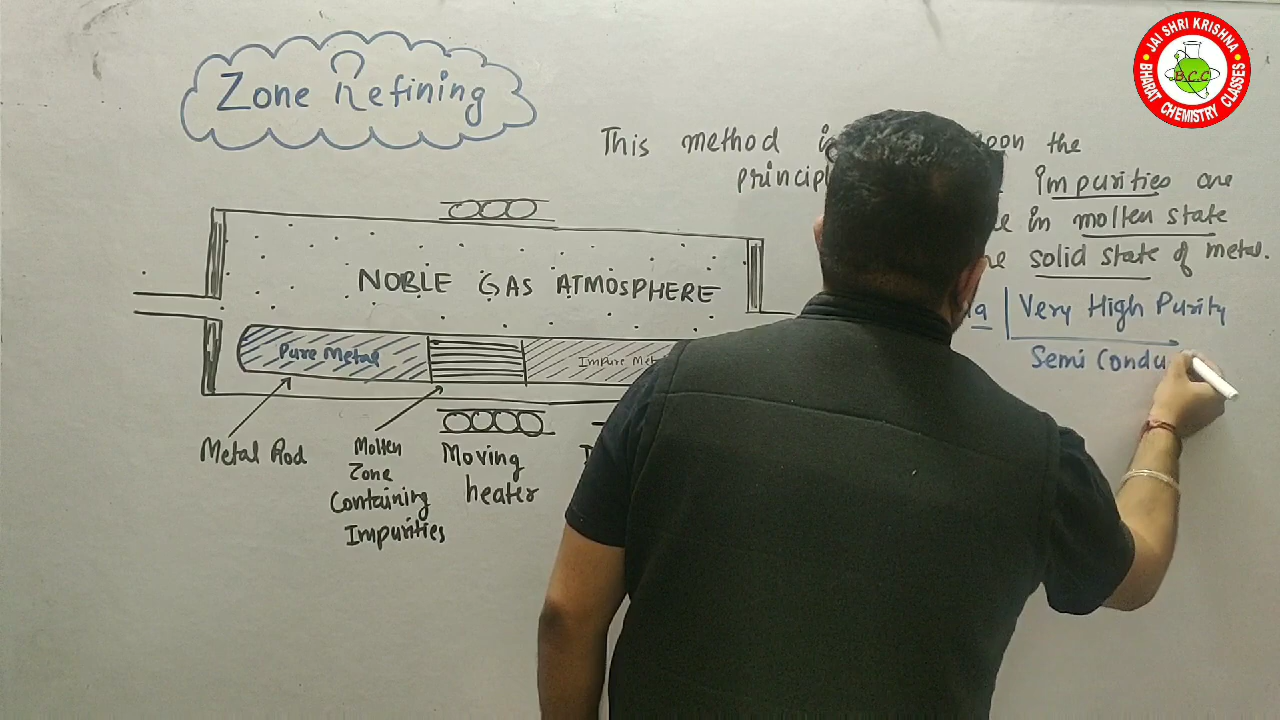 Zone Refining
JAI SHRI KRISHNA
B.C.C
BHARAT CHEMISTRY CLASSES
This method the
impurities are
in molten state
solid state of metal.
Very High Purity
Semi Condu
NOBLE GAS ATMOSPHERE
Pure Metal
Impure
Metal Rod
Molten
Zone
Containing
Impurities
Moving
heater